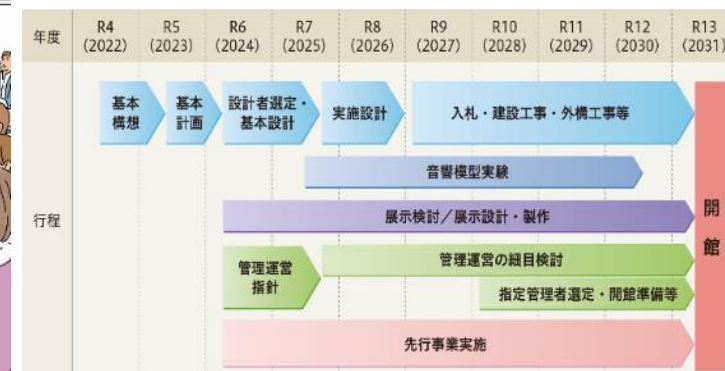 年度
R4
(2022)
R5
(2023)
R6
(2024)
R7
(2025)
R8
(2026)
R9
(2027)
R10
(2028)
R11
(2029)
R12
(2030)
R13
(2031)
行程
基本
構想
基本
計画
設計者選定・
基本設計
実施設計
入札・建設工事・外構工事等
音響模型実験
展示検討/展示設計・製作
管理運営
指針
管理運営の細目検討
指定管理者選定・開館準備等
先行事業実施
開
館